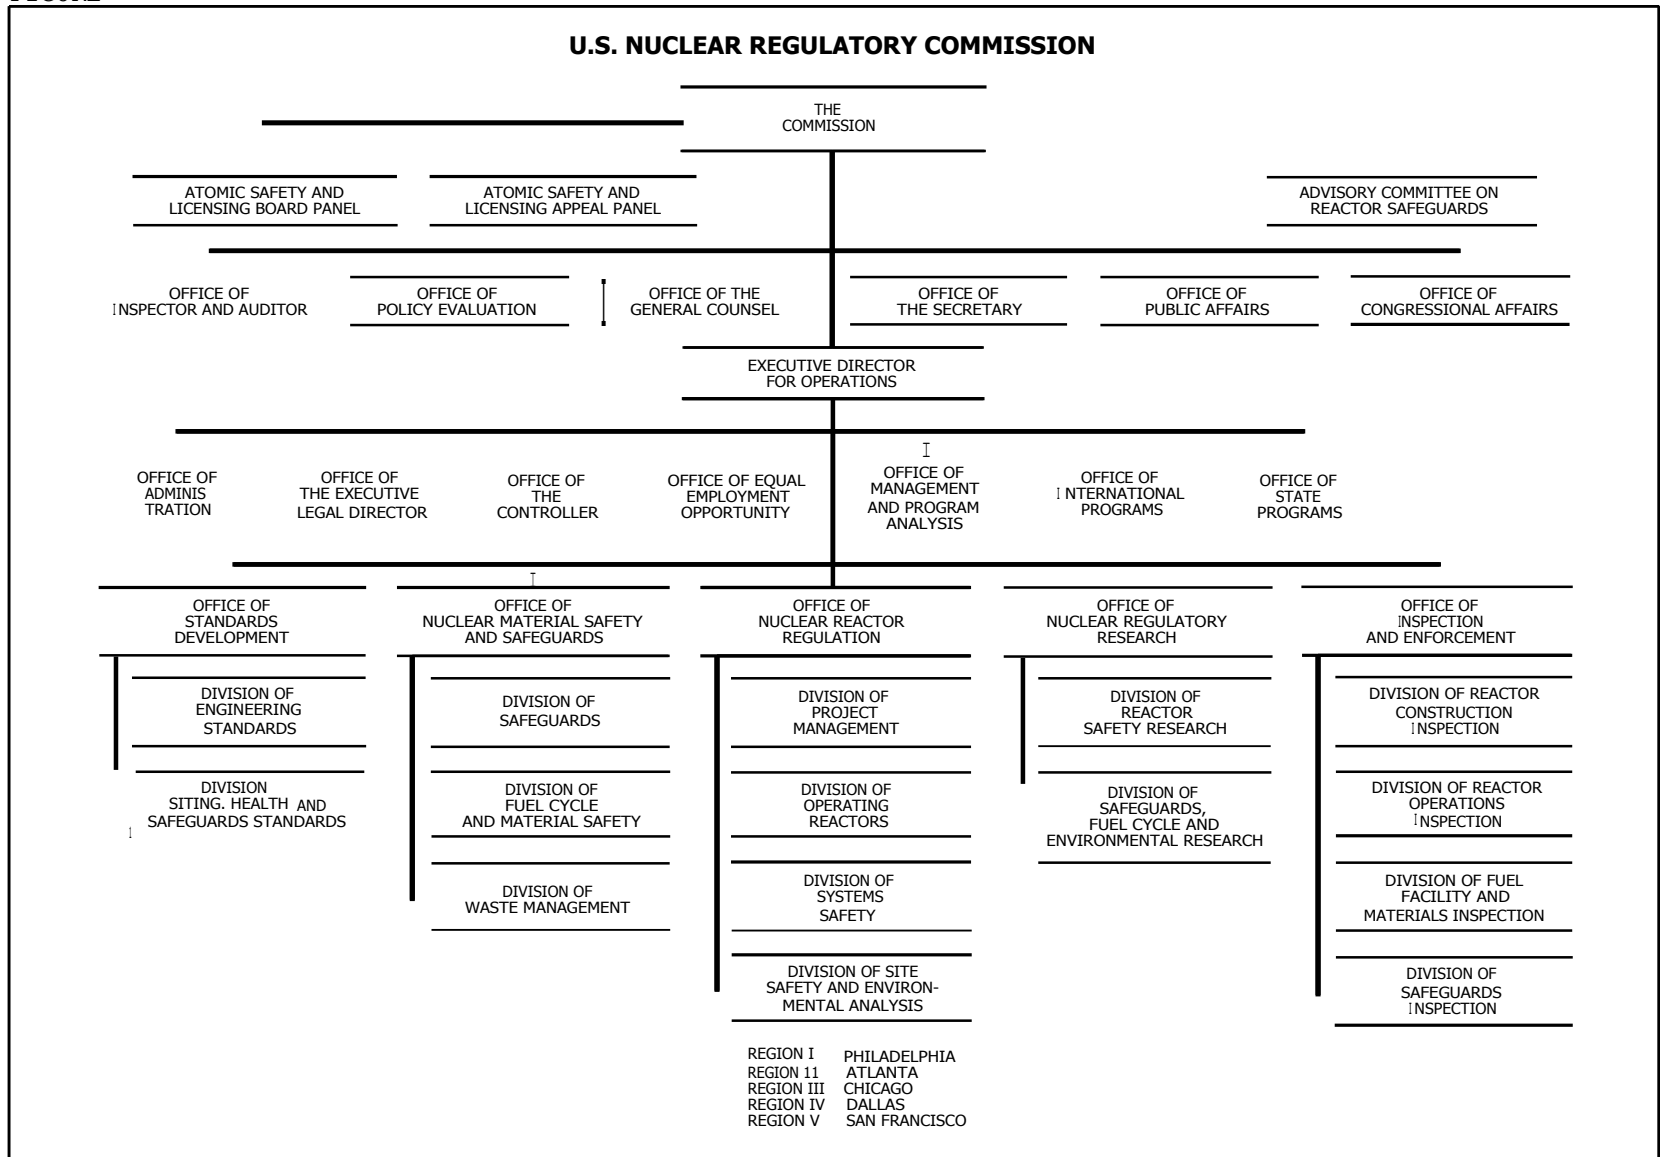 U.S. NUCLEAR REGULATORY COMMISSION
THE
COMMISSION
ATOMIC SAFETY AND
LICENSING BOARD PANEL
ATOMIC SAFETY AND
LICENSING APPEAL PANEL
ADVISORY COMMITTEE ON
REACTOR SAFEGUARDS
OFFICE OF
INSPECTOR AND AUDITOR
OFFICE OF
POLICY EVALUATION
OFFICE OF THE
GENERAL COUNSEL
OFFICE OF
THE SECRETARY
OFFICE OF
PUBLIC AFFAIRS
OFFICE OF
CONGRESSIONAL AFFAIRS
EXECUTIVE DIRECTOR
FOR OPERATIONS
OFFICE OF
ADMINIS
TRATION
OFFICE OF
THE EXECUTIVE
LEGAL DIRECTOR
OFFICE OF
THE
CONTROLLER
OFFICE OF EQUAL
EMPLOYMENT
OPPORTUNITY
OFFICE OF
MANAGEMENT
AND PROGRAM
ANALYSIS
OFFICE OF
INTERNATIONAL
PROGRAMS
OFFICE OF
STATE
PROGRAMS
OFFICE OF
STANDARDS
DEVELOPMENT
DIVISION OF
ENGINEERING
STANDARDS
DIVISION
SITING. HEALTH AND
SAFEGUARDS STANDARDS
OFFICE OF
NUCLEAR MATERIAL SAFETY
AND SAFEGUARDS
DIVISION OF
SAFEGUARDS
DIVISION OF
FUEL CYCLE
AND MATERIAL SAFETY
DIVISION OF
WASTE MANAGEMENT
OFFICE OF
NUCLEAR REACTOR
REGULATION
DIVISION OF
PROJECT
MANAGEMENT
DIVISION OF
OPERATING
REACTORS
DIVISION OF
SYSTEMS
SAFETY
DIVISION OF SITE
SAFETY AND ENVIRON-
MENTAL ANALYSIS
OFFICE OF
NUCLEAR REGULATORY
RESEARCH
DIVISION OF
REACTOR
SAFETY RESEARCH
DIVISION OF
SAFEGUARDS,
FUEL CYCLE AND
ENVIRONMENTAL RESEARCH
OFFICE OF
INSPECTION
AND ENFORCEMENT
DIVISION OF REACTOR
CONSTRUCTION
INSPECTION
DIVISION OF REACTOR
OPERATIONS
INSPECTION
DIVISION OF FUEL
FACILITY AND
MATERIALS INSPECTION
DIVISION OF
SAFEGUARDS
INSPECTION
REGION I PHILADELPHIA
REGION 11 ATLANTA
REGION III CHICAGO
REGION IV DALLAS
REGION V SAN FRANCISCO